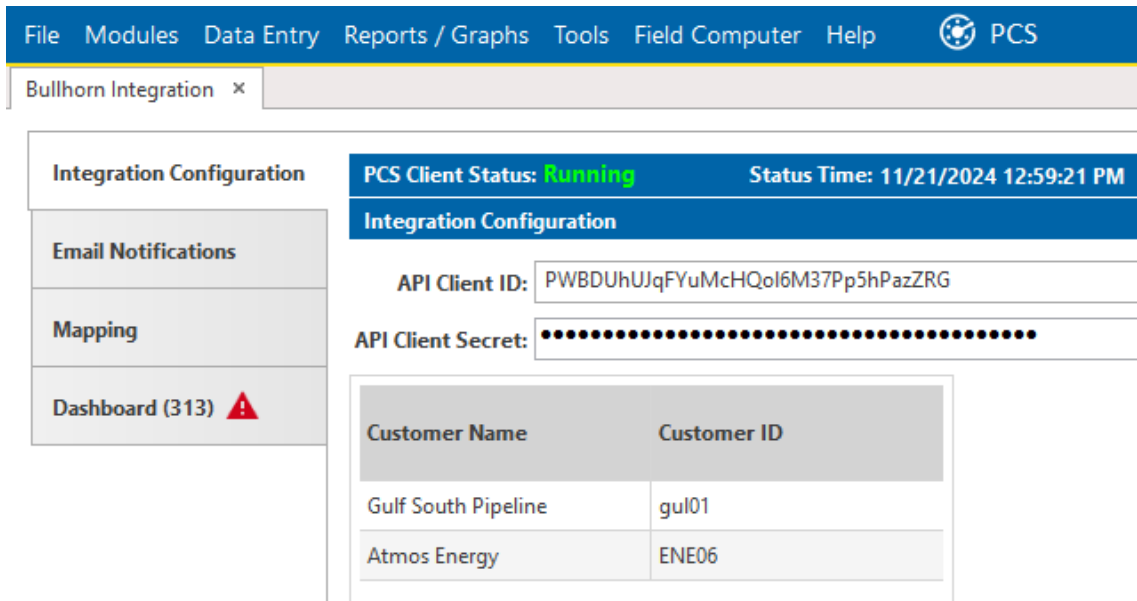 File Modules Data Entry Reports / Graphs Tools Field Computer Help PCS
Bullhorn Integration ×
Integration Configuration
Email Notifications
Mapping
Dashboard (313)
PCS Client Status: Running Status Time: 11/21/2024 12:59:21 PM
Integration Configuration
API Client ID: PWBDUhUJqFYuMcHQol6M37Pp5hPazZRG
API Client Secret: ••••••••••••••••••••••••••••••••••••••••
Customer Name Customer ID
Gulf South Pipeline gul01
Atmos Energy ENE06